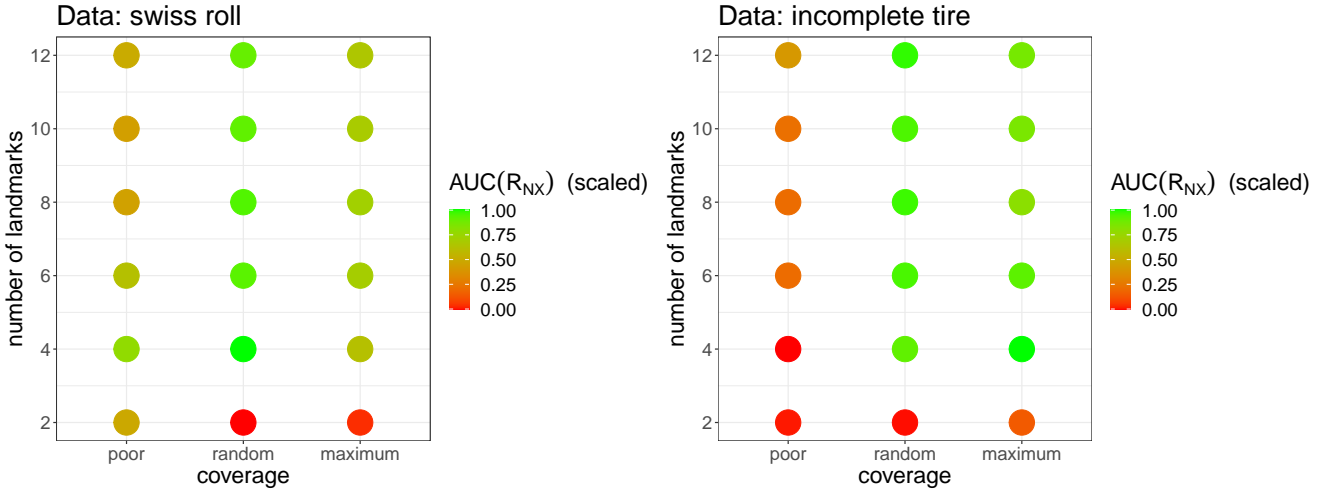 Data: swiss roll
number of landmarks
12
10
8
6
4
2
poor random maximum
coverage
AUC(R_NX) (scaled)
1.00
0.75
0.50
0.25
0.00
Data: incomplete tire
number of landmarks
12
10
8
6
4
2
poor random maximum
coverage
AUC(R_NX) (scaled)
1.00
0.75
0.50
0.25
0.00